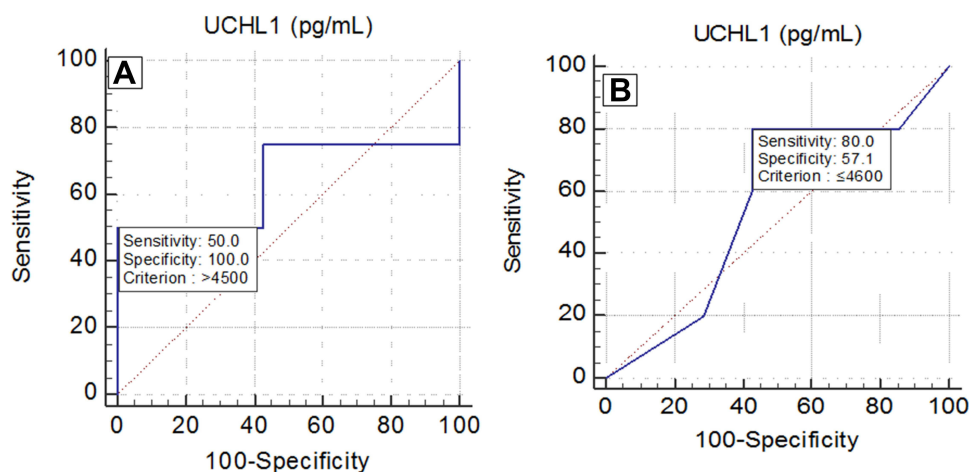 UCHL1 (pg/mL)
A
100
80
60
40
20
0
Sensitivity
Sensitivity: 50.0
Specificity: 100.0
Criterion : >4500
0 20 40 60 80 100
100-Specificity
UCHL1 (pg/mL)
B
100
80
60
40
20
0
Sensitivity
Sensitivity: 80.0
Specificity: 57.1
Criterion : ≤4600
0 20 40 60 80 100
100-Specificity